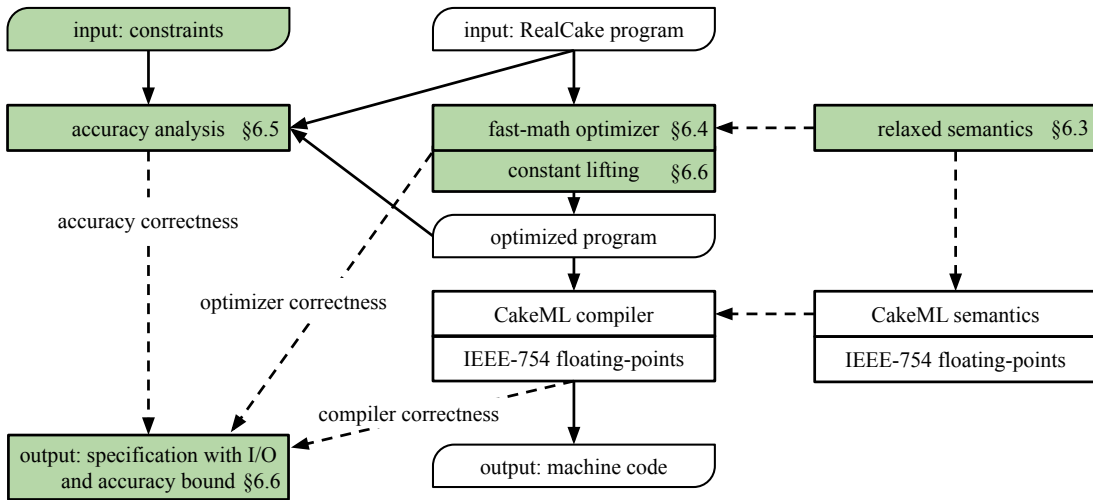 input: constraints
input: RealCake program
accuracy analysis §6.5
fast-math optimizer §6.4
relaxed semantics §6.3
constant lifting §6.6
accuracy correctness
optimized program
optimizer correctness
CakeML compiler
CakeML semantics
IEEE-754 floating-points
IEEE-754 floating-points
compiler correctness
output: specification with I/O
and accuracy bound §6.6
output: machine code